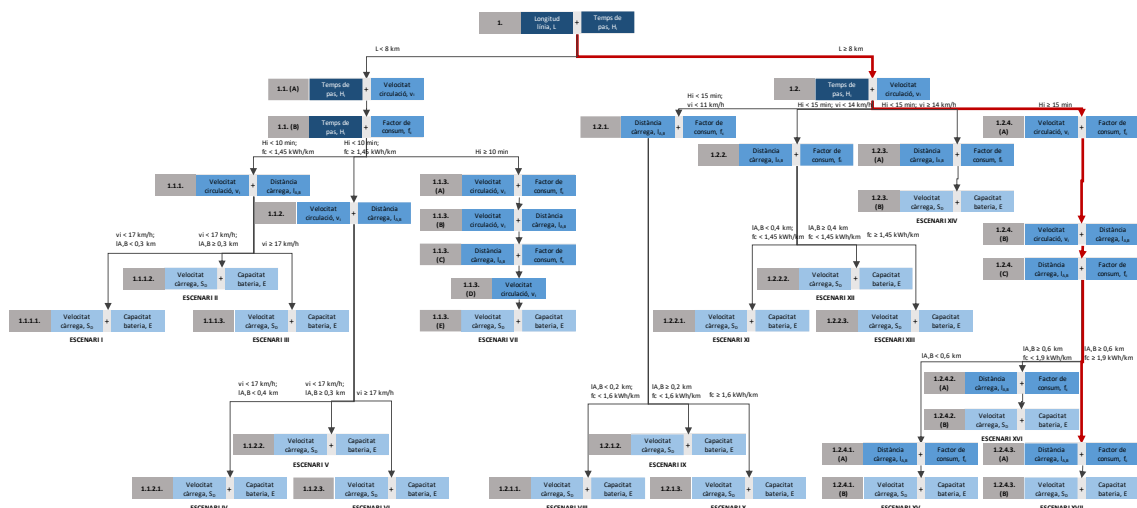 1.
Longitud
línia, L
+
Temps de
pas, Hi
L < 8 km
L ≥ 8 km
1.1. (A)
Temps de
pas, Hi
+
Velocitat
circulació, vi
1.2.
Temps de
pas, Hi
+
Velocitat
circulació, vi
Hi < 15 min;
vi < 11 km/h
Hi < 15 min; vi < 14 km/h
Hi < 15 min; vi ≥ 14 km/h
Hi ≥ 15 min
1.1. (B)
Temps de
pas, Hi
+
Factor de
consum, fc
1.2.1.
Distància
càrrega, lA,B
+
Factor de
consum, fc
1.2.4.
(A)
Velocitat
circulació, vi
+
Factor de
consum, fc
Hi < 10 min;
fc < 1,45 kWh/km
Hi < 10 min;
fc ≥ 1,45 kWh/km
Hi ≥ 10 min
1.2.2.
Distància
càrrega, lA,B
+
Factor de
consum, fc
1.2.3.
(A)
Distància
càrrega, lA,B
+
Factor de
consum, fc
1.1.1.
Velocitat
circulació, vi
+
Distància
càrrega, lA,B
1.1.3.
(A)
Velocitat
circulació, vi
+
Factor de
consum, fc
1.2.3.
(B)
Velocitat
càrrega, SD
+
Capacitat
bateria, E
ESCENARI XIV
1.1.2.
Velocitat
circulació, vi
+
Distància
càrrega, lA,B
1.1.3.
(B)
Velocitat
circulació, vi
+
Distància
càrrega, lA,B
1.2.4.
(B)
Velocitat
circulació, vi
+
Distància
càrrega, lA,B
vi < 17 km/h;
lA,B < 0,3 km
vi < 17 km/h;
lA,B ≥ 0,3 km
vi ≥ 17 km/h
lA,B < 0,4 km;
fc < 1,45 kWh/km
lA,B ≥ 0,4 km
fc < 1,45 kWh/km
fc ≥ 1,45 kWh/km
1.1.3.
(C)
Distància
càrrega, lA,B
+
Factor de
consum, fc
1.2.4.
(C)
Distància
càrrega, lA,B
+
Factor de
consum, fc
1.1.1.2.
Velocitat
càrrega, SD
+
Capacitat
bateria, E
ESCENARI II
1.1.3.
(D)
Velocitat
circulació, vi
1.2.2.2.
Velocitat
càrrega, SD
+
Capacitat
bateria, E
ESCENARI XII
1.1.1.1.
Velocitat
càrrega, SD
+
Capacitat
bateria, E
ESCENARI I
1.1.1.3.
Velocitat
càrrega, SD
+
Capacitat
bateria, E
ESCENARI III
1.1.3.
(E)
Velocitat
càrrega, SD
+
Capacitat
bateria, E
ESCENARI VII
1.2.2.1.
Velocitat
càrrega, SD
+
Capacitat
bateria, E
ESCENARI XI
1.2.2.3.
Velocitat
càrrega, SD
+
Capacitat
bateria, E
ESCENARI XIII
lA,B < 0,6 km
lA,B ≥ 0,6 km
fc < 1,9 kWh/km
lA,B ≥ 0,6 km
fc ≥ 1,9 kWh/km
vi < 17 km/h;
lA,B < 0,4 km
vi < 17 km/h;
lA,B ≥ 0,3 km
vi ≥ 17 km/h
lA,B < 0,2 km;
fc < 1,6 kWh/km
lA,B ≥ 0,2 km
fc < 1,6 kWh/km
fc ≥ 1,6 kWh/km
1.2.4.2.
(A)
Distància
càrrega, lA,B
+
Factor de
consum, fc
1.2.4.2.
(B)
Velocitat
càrrega, SD
+
Capacitat
bateria, E
ESCENARI XVI
1.1.2.2.
Velocitat
càrrega, SD
+
Capacitat
bateria, E
ESCENARI V
1.2.1.2.
Velocitat
càrrega, SD
+
Capacitat
bateria, E
ESCENARI IX
1.2.4.1.
(A)
Distància
càrrega, lA,B
+
Factor de
consum, fc
1.2.4.3.
(A)
Distància
càrrega, lA,B
+
Factor de
consum, fc
1.1.2.1.
Velocitat
càrrega, SD
+
Capacitat
bateria, E
ESCENARI IV
1.1.2.3.
Velocitat
càrrega, SD
+
Capacitat
bateria, E
ESCENARI VI
1.2.1.1.
Velocitat
càrrega, SD
+
Capacitat
bateria, E
ESCENARI VIII
1.2.1.3.
Velocitat
càrrega, SD
+
Capacitat
bateria, E
ESCENARI X
1.2.4.1.
(B)
Velocitat
càrrega, SD
+
Capacitat
bateria, E
ESCENARI XV
1.2.4.3.
(B)
Velocitat
càrrega, SD
+
Capacitat
bateria, E
ESCENARI XVII